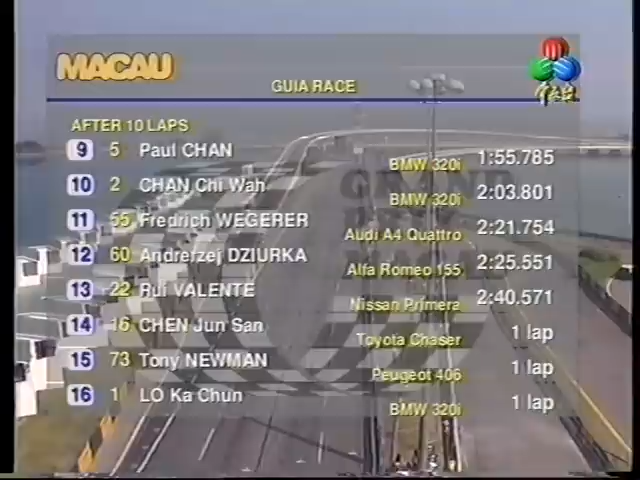 MACAU
GUIA RACE
AFTER 10 LAPS
9 5 Paul CHAN BMW 320i 1:55.785
10 2 CHAN Chi Wah BMW 320i 2:03.801
11 55 Fredrich WEGERER Audi A4 Quattro 2:21.754
12 60 Andrerzej DZIURKA Alfa Romeo 155 2:25.551
13 22 Rui VALENTE Nissan Primera 2:40.571
14 16 CHEN Jun San Toyota Chaser 1 lap
15 73 Tony NEWMAN Peugeot 406 1 lap
16 1 LO Ka Chun BMW 320i 1 lap